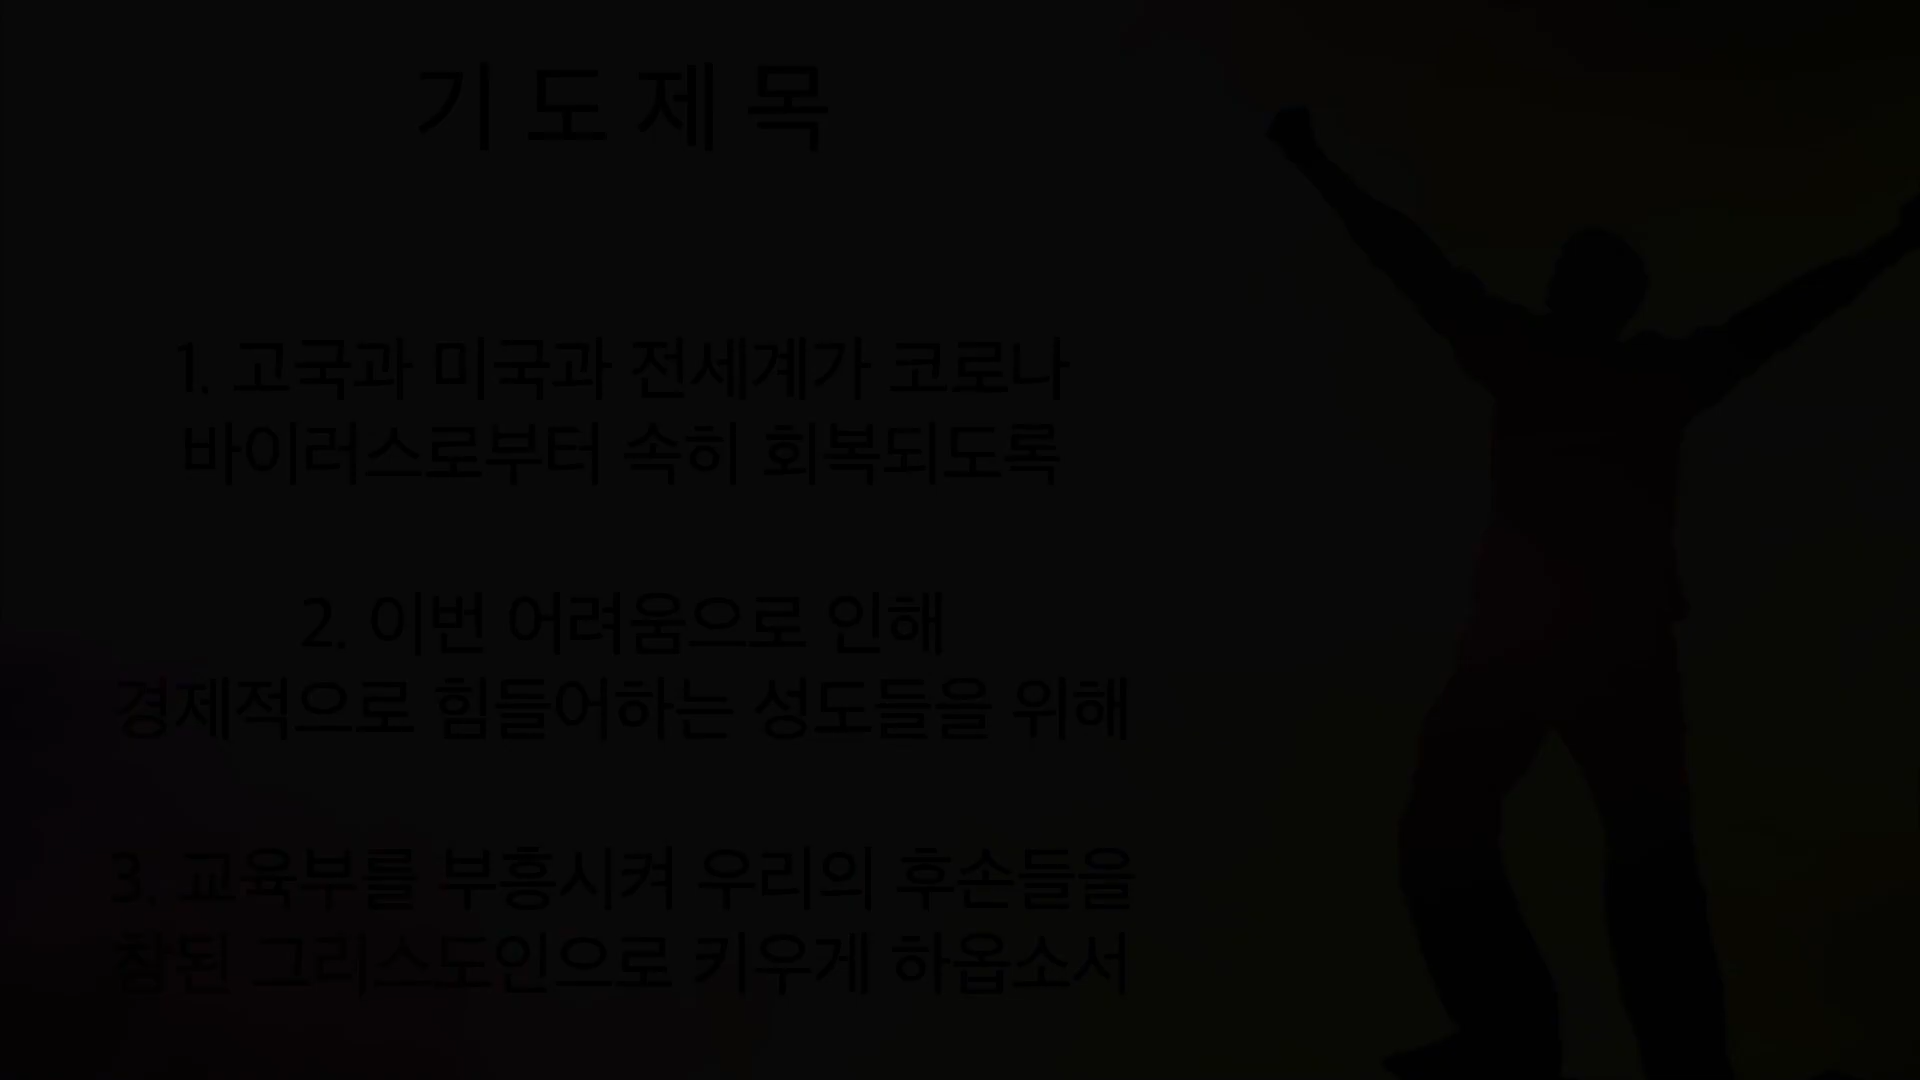 기도제목
1. 고국과 미국과 전세계가 코로나
바이러스로부터 속히 회복되도록
2. 이번 어려움으로 인해
경제적으로 힘들어하는 성도들을 위해
3. 교육부를 부흥시켜 우리의 후손들을
참된 그리스도인으로 키우게 하옵소서